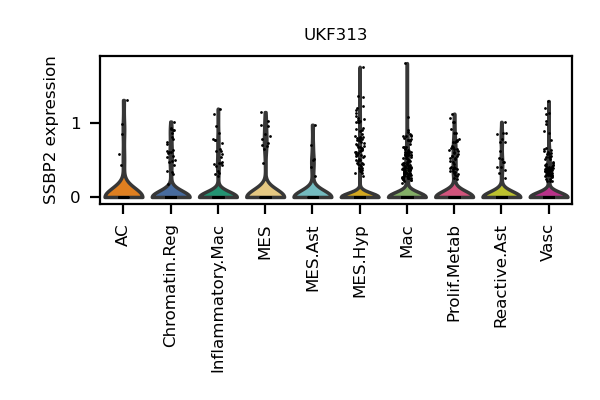 UKF313
SSBP2 expression
1
0
AC
Chromatin.Reg
Inflammatory.Mac
MES
MES.Ast
MES.Hyp
Mac
Prolif.Metab
Reactive.Ast
Vasc